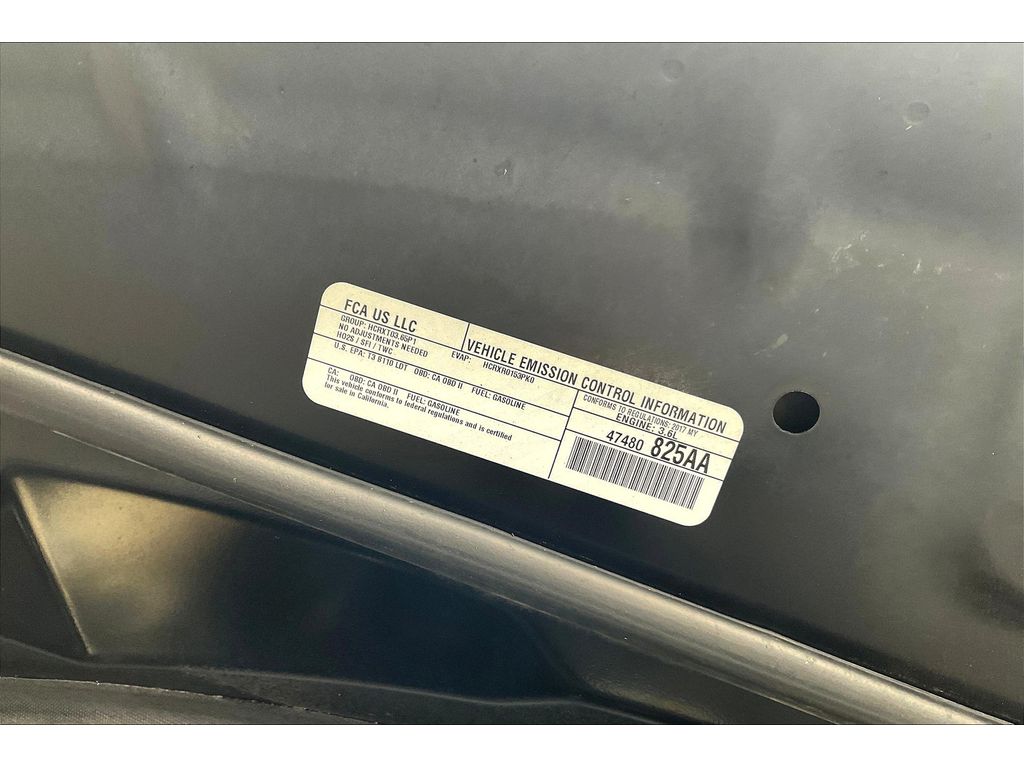 FCA US LLC
GROUP: HCRXT03.65P1
NO ADJUSTMENTS NEEDED
HO2S / SFI / TWC
EVAP: HCRXR0153PK0
U.S. EPA: T3 B110 LDT OBD: CA OBD II FUEL: GASOLINE
CA: OBD: CA OBD II FUEL: GASOLINE
This vehicle conforms to federal regulations and is certified
for sale in California.
VEHICLE EMISSION CONTROL INFORMATION
CONFORMS TO REGULATIONS: 2017 MY
ENGINE: 3.6L
47480 825AA